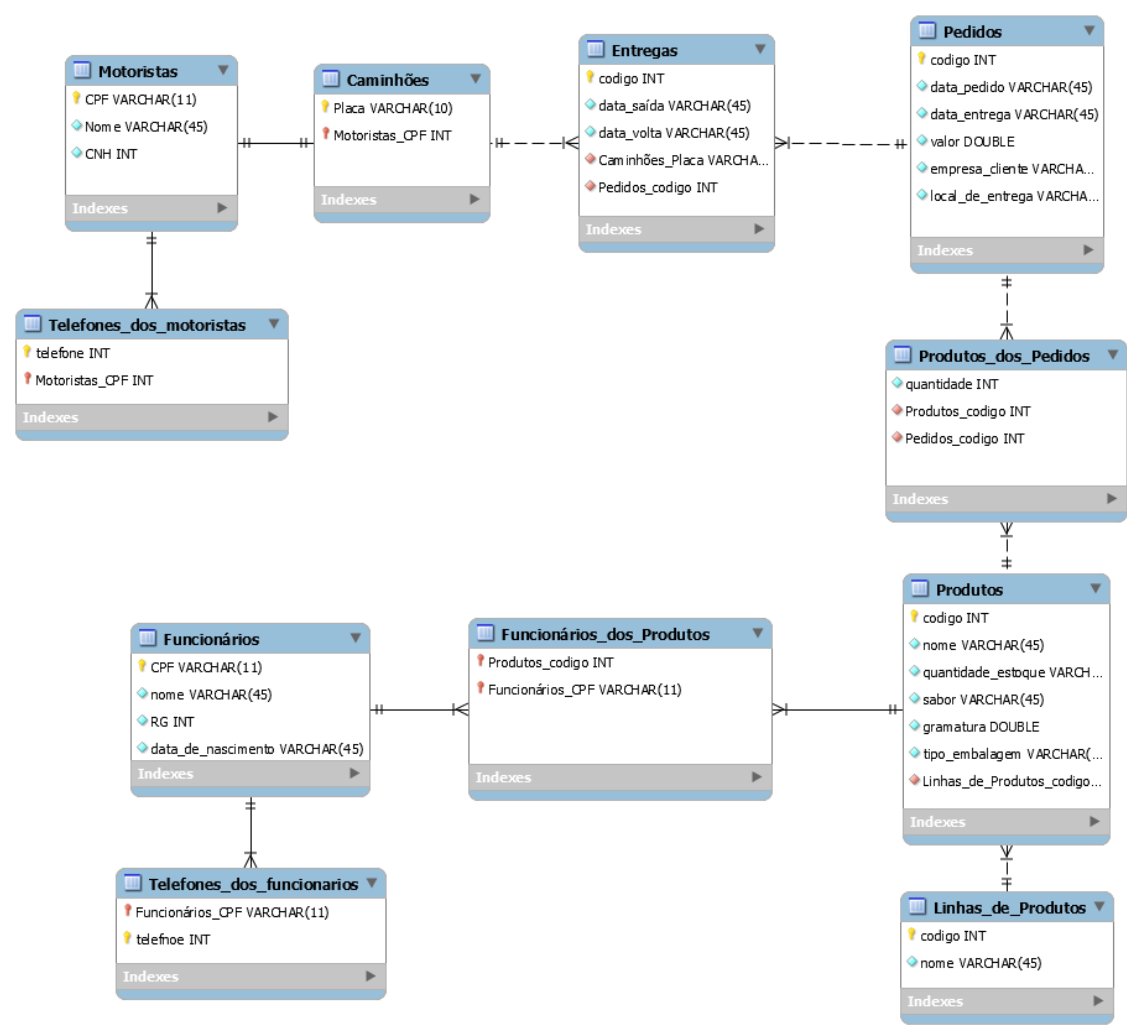 Motoristas
CPF VARCHAR(11)
Nome VARCHAR(45)
CNH INT
Indexes
Caminhões
Placa VARCHAR(10)
Motoristas_CPF INT
Indexes
Entregas
codigo INT
data_saída VARCHAR(45)
data_volta VARCHAR(45)
Caminhões_Placa VARCHA...
Pedidos_codigo INT
Indexes
Pedidos
codigo INT
data_pedido VARCHAR(45)
data_entrega VARCHAR(45)
valor DOUBLE
empresa_cliente VARCHA...
local_de_entrega VARCHA...
Indexes
Telefones_dos_motoristas
telefone INT
Motoristas_CPF INT
Indexes
Produtos_dos_Pedidos
quantidade INT
Produtos_codigo INT
Pedidos_codigo INT
Indexes
Funcionários
CPF VARCHAR(11)
nome VARCHAR(45)
RG INT
data_de_nascimento VARCHAR(45)
Indexes
Funcionários_dos_Produtos
Produtos_codigo INT
Funcionários_CPF VARCHAR(11)
Indexes
Produtos
codigo INT
nome VARCHAR(45)
quantidade_estoque VARCH...
sabor VARCHAR(45)
gramatura DOUBLE
tipo_embalagem VARCHAR(...
Linhas_de_Produtos_codigo...
Indexes
Telefones_dos_funcionarios
Funcionários_CPF VARCHAR(11)
telefnoe INT
Indexes
Linhas_de_Produtos
codigo INT
nome VARCHAR(45)
Indexes